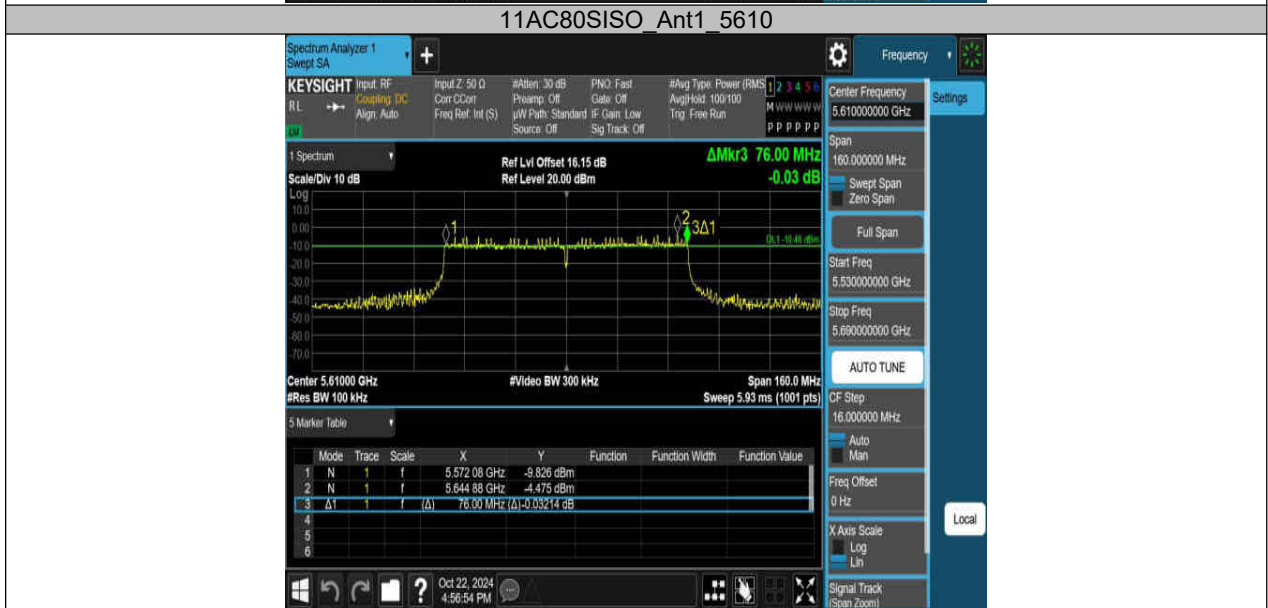 11AC80SISO_Ant1_5610
Spectrum Analyzer 1
Swept SA
+
Frequency
KEYSIGHT Input: RF Input Z: 50 Ω #Atten: 30 dB PNO: Fast #Avg Type: Power (RMS 1 2 3 4 5 6
RL Coupling: DC Corr CCorr Preamp: Off Gate: Off Avg|Hold: 100/100 M W W W W W
Align: Auto Freq Ref: Int (S) µW Path: Standard IF Gain: Low Trig: Free Run
Source: Off Sig Track: Off P P P P P P
1 Spectrum
Ref Lvl Offset 16.15 dB ΔMkr3 76.00 MHz
Scale/Div 10 dB Ref Level 20.00 dBm -0.03 dB
Log
10.0
0.00
-10.0
-20.0
-30.0
-40.0
-50.0
-60.0
-70.0
1
2
3Δ1
DL1 -10.48 dBm
Center 5.61000 GHz #Video BW 300 kHz Span 160.0 MHz
#Res BW 100 kHz Sweep 5.93 ms (1001 pts)
5 Marker Table
Mode Trace Scale X Y Function Function Width Function Value
1 N 1 f 5.572 08 GHz -9.826 dBm
2 N 1 f 5.644 88 GHz -4.475 dBm
3 Δ1 1 f (Δ) 76.00 MHz (Δ) -0.03214 dB
4
5
6
Oct 22, 2024
4:56:54 PM
Center Frequency
5.610000000 GHz
Settings
Span
160.000000 MHz
Swept Span
Zero Span
Full Span
Start Freq
5.530000000 GHz
Stop Freq
5.690000000 GHz
AUTO TUNE
CF Step
16.000000 MHz
Auto
Man
Freq Offset
0 Hz
X Axis Scale
Log
Lin
Local
Signal Track
(Span Zoom)